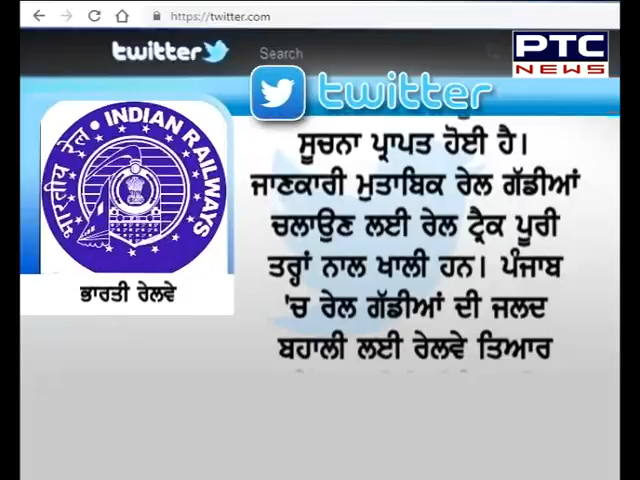 https://twitter.com
twitter
Search
PTC
NEWS
twitter
भारतीय रेल • INDIAN RAILWAYS
ਭਾਰਤੀ ਰੇਲਵੇ
ਸੂਚਨਾ ਪ੍ਰਾਪਤ ਹੋਈ ਹੈ।
ਜਾਣਕਾਰੀ ਮੁਤਾਬਿਕ ਰੇਲ ਗੱਡੀਆਂ
ਚਲਾਉਣ ਲਈ ਰੇਲ ਟ੍ਰੈਕ ਪੂਰੀ
ਤਰ੍ਹਾਂ ਨਾਲ ਖਾਲੀ ਹਨ। ਪੰਜਾਬ
'ਚ ਰੇਲ ਗੱਡੀਆਂ ਦੀ ਜਲਦ
ਬਹਾਲੀ ਲਈ ਰੇਲਵੇ ਤਿਆਰ